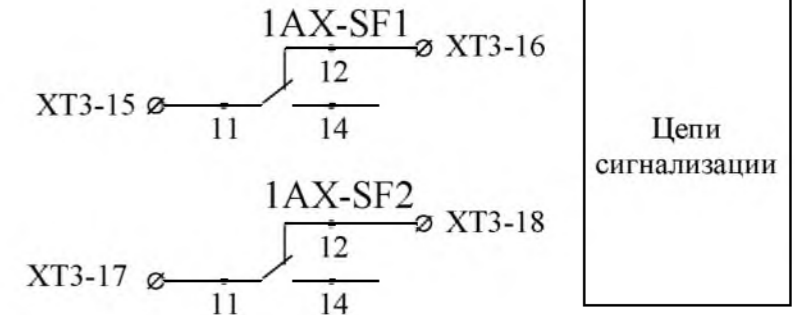 1AX-SF1
XT3-16
12
XT3-15
11
14
1AX-SF2
XT3-18
12
XT3-17
11
14
Цепи
сигнализации